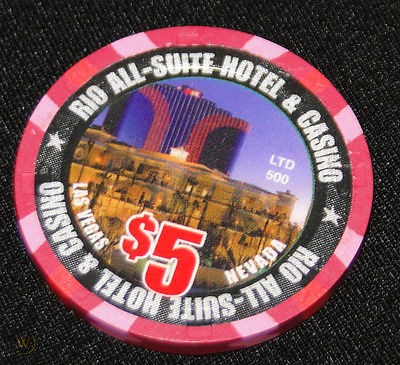 RIO ALL-SUITE HOTEL & CASINO
LTD
500
LAS VEGAS
$5
NEVADA
RIO ALL-SUITE HOTEL & CASINO